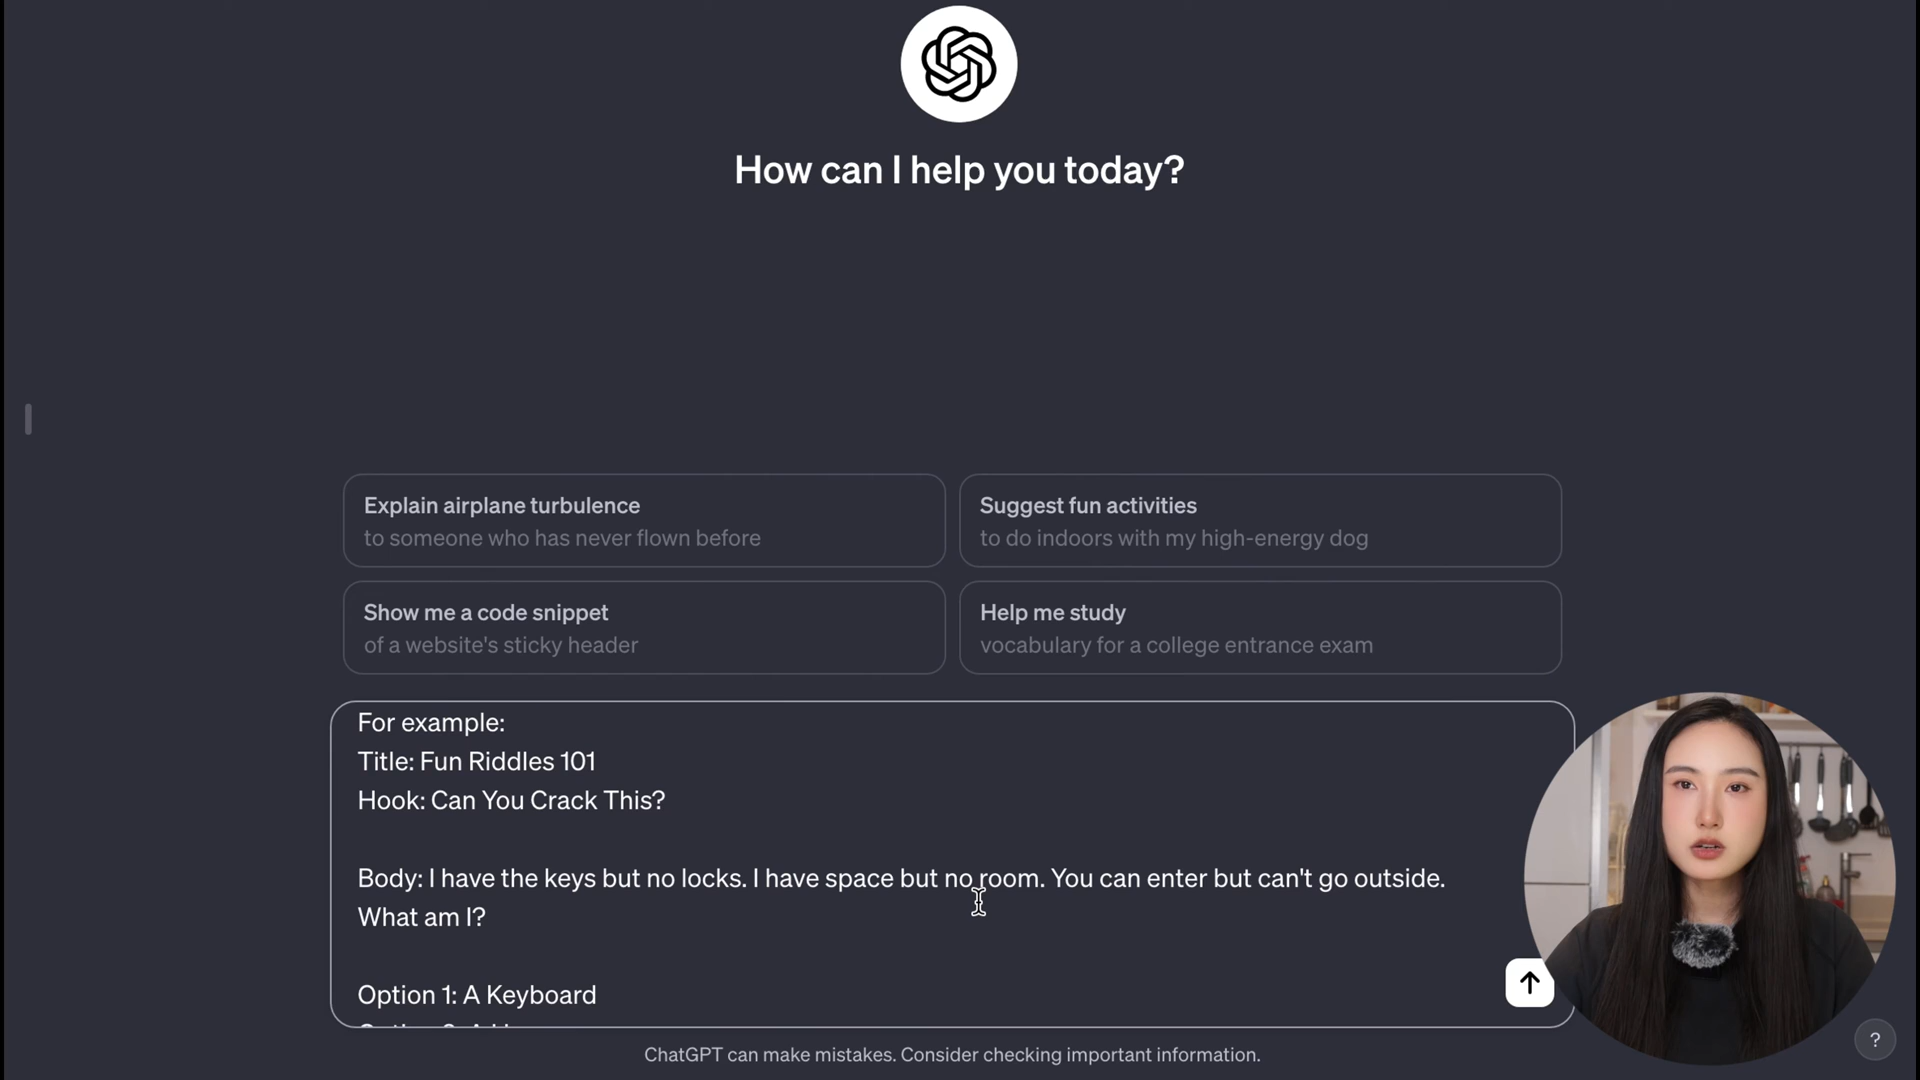 How can I help you today?
Explain airplane turbulence
to someone who has never flown before
Suggest fun activities
to do indoors with my high-energy dog
Show me a code snippet
of a website's sticky header
Help me study
vocabulary for a college entrance exam
For example:
Title: Fun Riddles 101
Hook: Can You Crack This?
Body: I have the keys but no locks. I have space but no room. You can enter but can't go outside.
What am I?
Option 1: A Keyboard
ChatGPT can make mistakes. Consider checking important information.
?